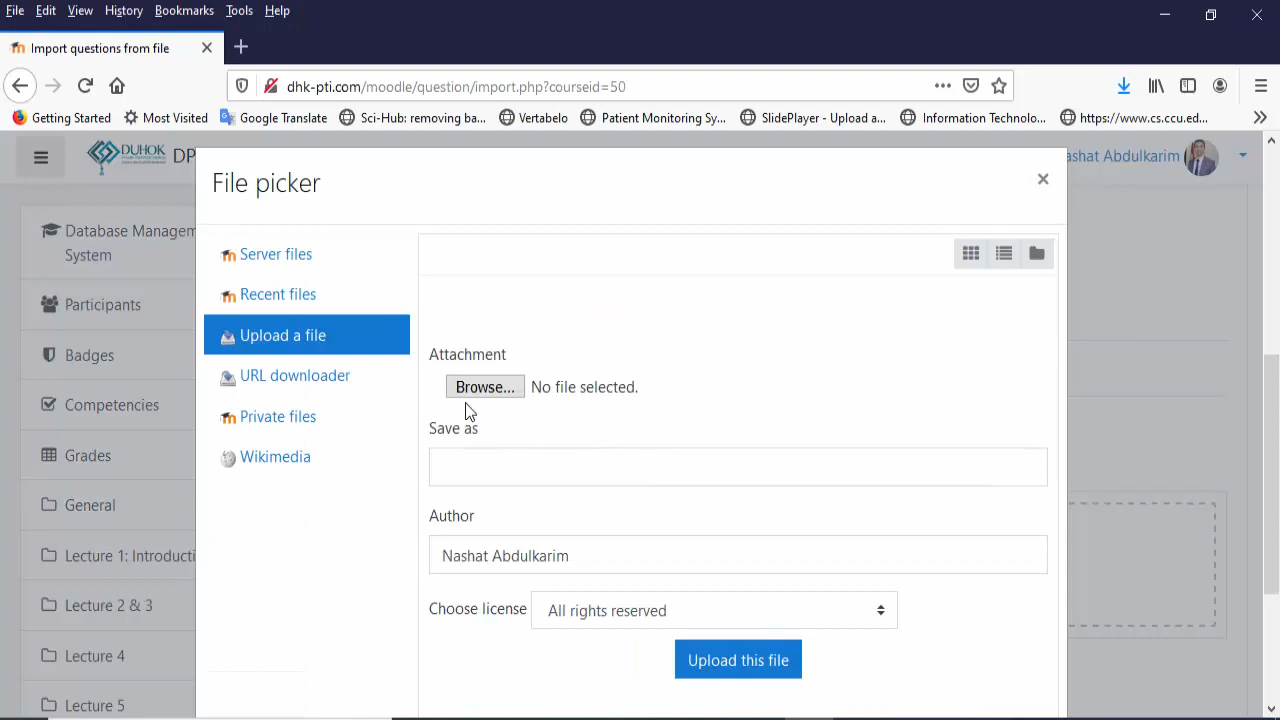 File Edit View History Bookmarks Tools Help
Import questions from file
dhk-pti.com/moodle/question/import.php?courseid=50
Getting Started Most Visited Google Translate Sci-Hub: removing ba... Vertabelo Patient Monitoring Sy... SlidePlayer - Upload a... Information Technolo... https://www.cs.ccu.ed...
DUHOK DP
ashat Abdulkarim
File picker
Database Managem
System
Participants
Badges
Competencies
Grades
General
Lecture 1: Introducti
Lecture 2 & 3
Lecture 4
Lecture 5
Server files
Recent files
Upload a file
URL downloader
Private files
Wikimedia
Attachment
Browse... No file selected.
Save as
Author
Nashat Abdulkarim
Choose license All rights reserved
Upload this file